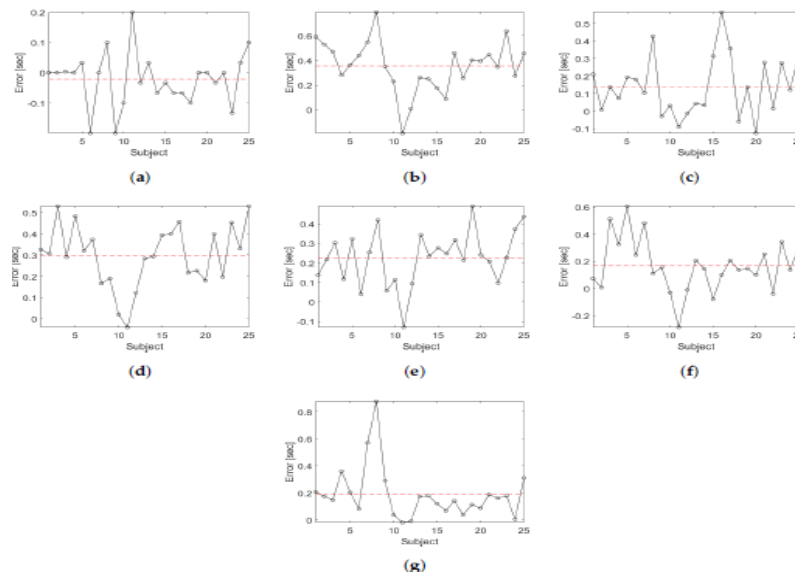 0.2
0.1
0
-0.1
Error [sec]
5 10 15 20 25
Subject
(a)
0.6
0.4
0.2
0
Error [sec]
5 10 15 20 25
Subject
(b)
0.5
0.4
0.3
0.2
0.1
0
-0.1
Error [sec]
5 10 15 20 25
Subject
(c)
0.5
0.4
0.3
0.2
0.1
0
Error [sec]
5 10 15 20 25
Subject
(d)
0.4
0.3
0.2
0.1
0
-0.1
Error [sec]
5 10 15 20 25
Subject
(e)
0.6
0.4
0.2
0
-0.2
Error [sec]
5 10 15 20
Subject
(f)
0.8
0.6
0.4
0.2
0
Error [sec]
5 10 15 20 25
Subject
(g)